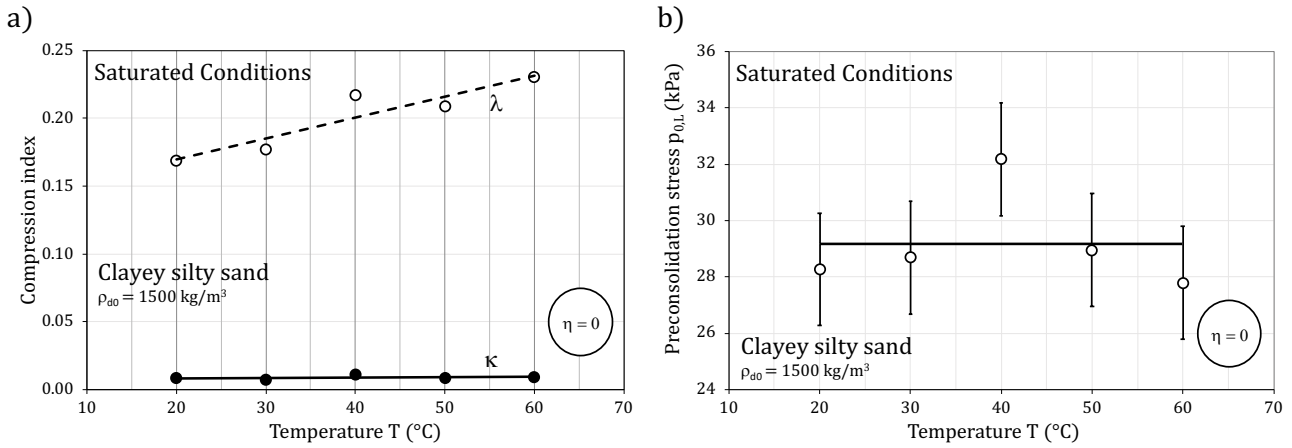 a)
0.25
0.20
0.15
0.10
0.05
0.00
Compression index
Saturated Conditions
λ
Clayey silty sand
ρd0 = 1500 kg/m³
η = 0
κ
10 20 30 40 50 60 70
Temperature T (°C)
b)
36
34
32
30
28
26
24
Preconsolidation stress p0,L (kPa)
Saturated Conditions
Clayey silty sand
ρd0 = 1500 kg/m³
η = 0
10 20 30 40 50 60 70
Temperature T (°C)